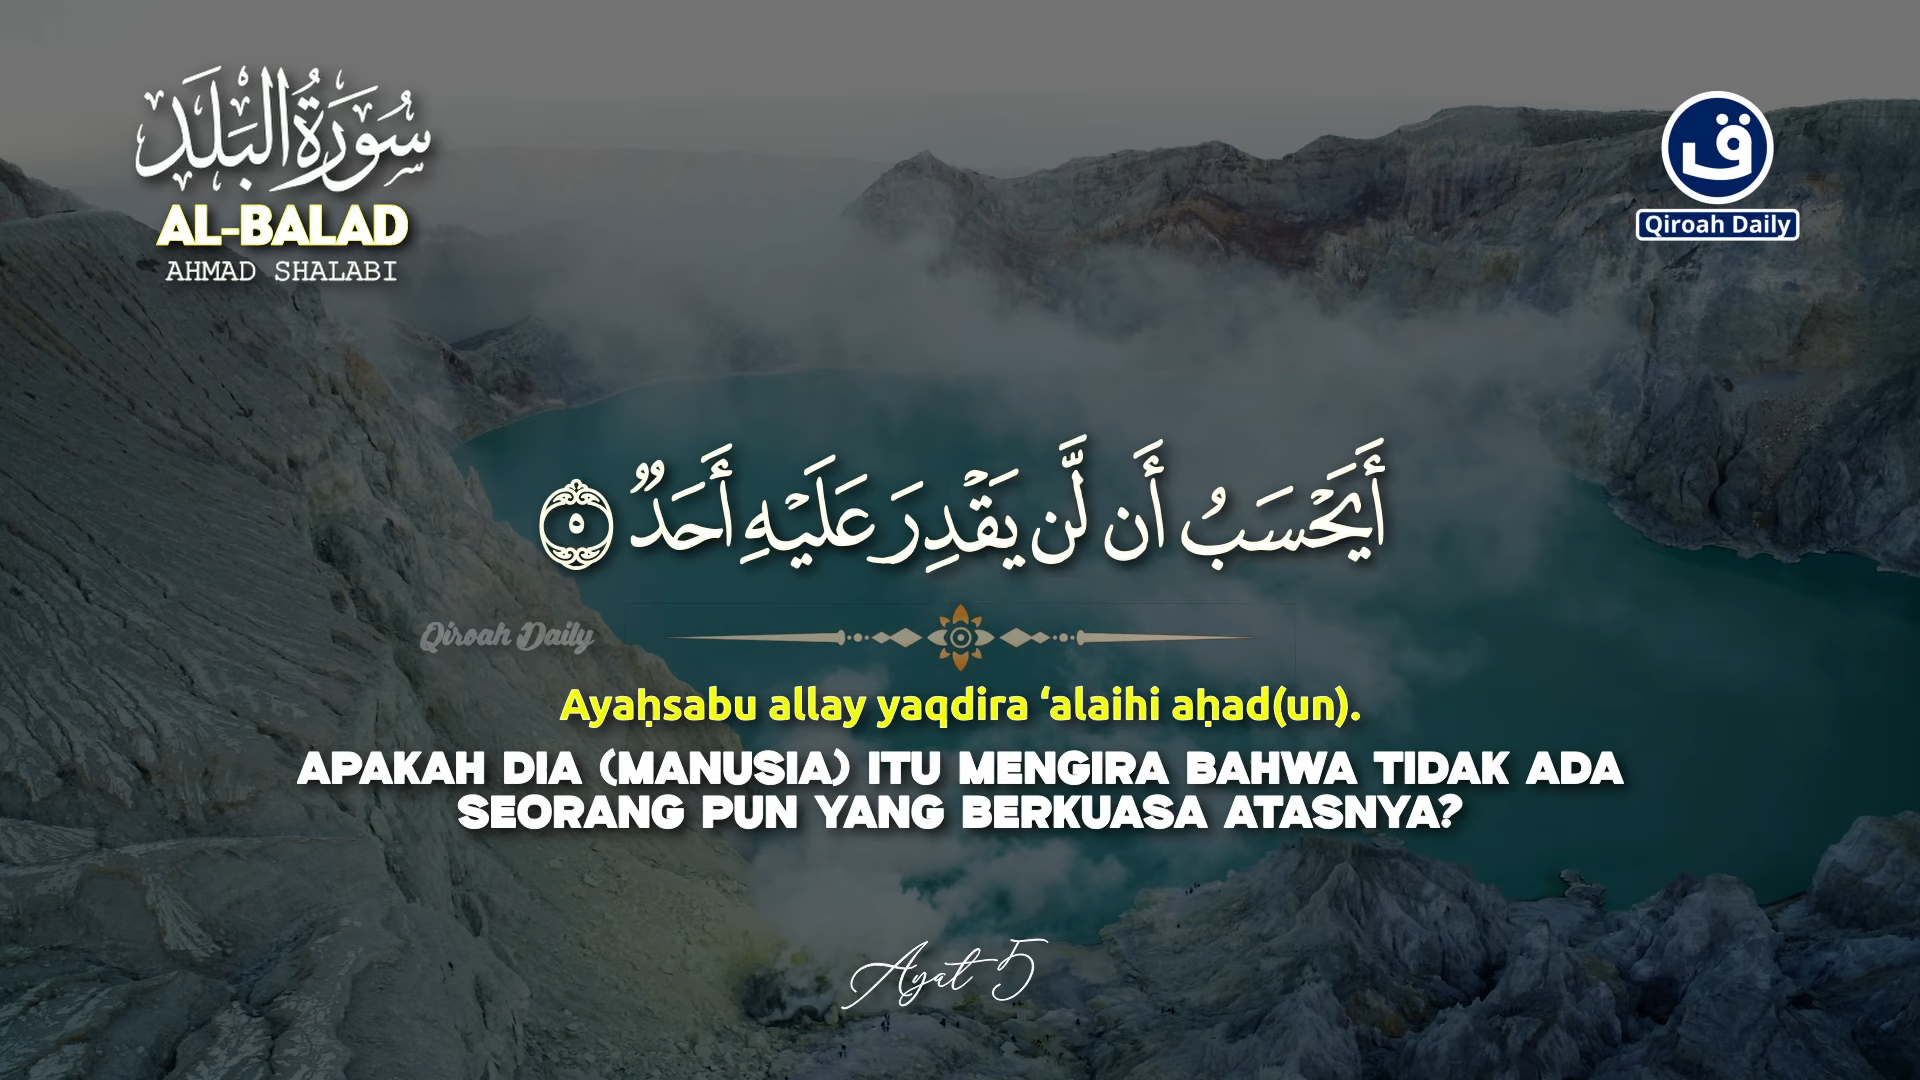 سُورَةُ الْبَلَدِ
AL-BALAD
AHMAD SHALABI
ق
Qiroah Daily
أَيَحْسَبُ أَن لَّن يَقْدِرَ عَلَيْهِ أَحَدٌ ٥
Qiroah Daily
Ayaḥsabu allay yaqdira ‘alaihi aḥad(un).
APAKAH DIA (MANUSIA) ITU MENGIRA BAHWA TIDAK ADA
SEORANG PUN YANG BERKUASA ATASNYA?
Ayat 5